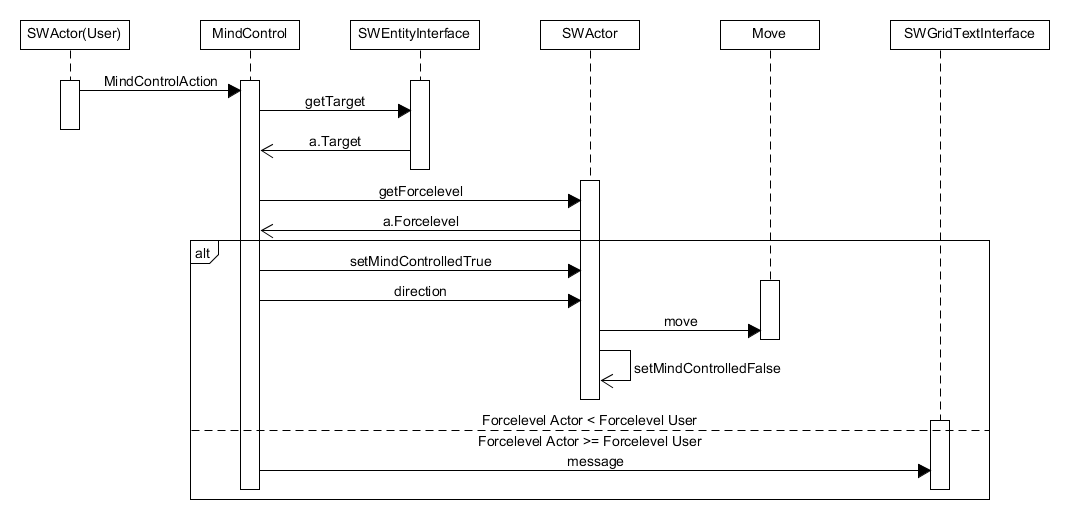 SWActor(User)
MindControl
SWEntityInterface
SWActor
Move
SWGridTextInterface
MindControlAction
getTarget
a.Target
getForcelevel
a.Forcelevel
alt
setMindControlledTrue
direction
move
setMindControlledFalse
Forcelevel Actor < Forcelevel User
Forcelevel Actor >= Forcelevel User
message